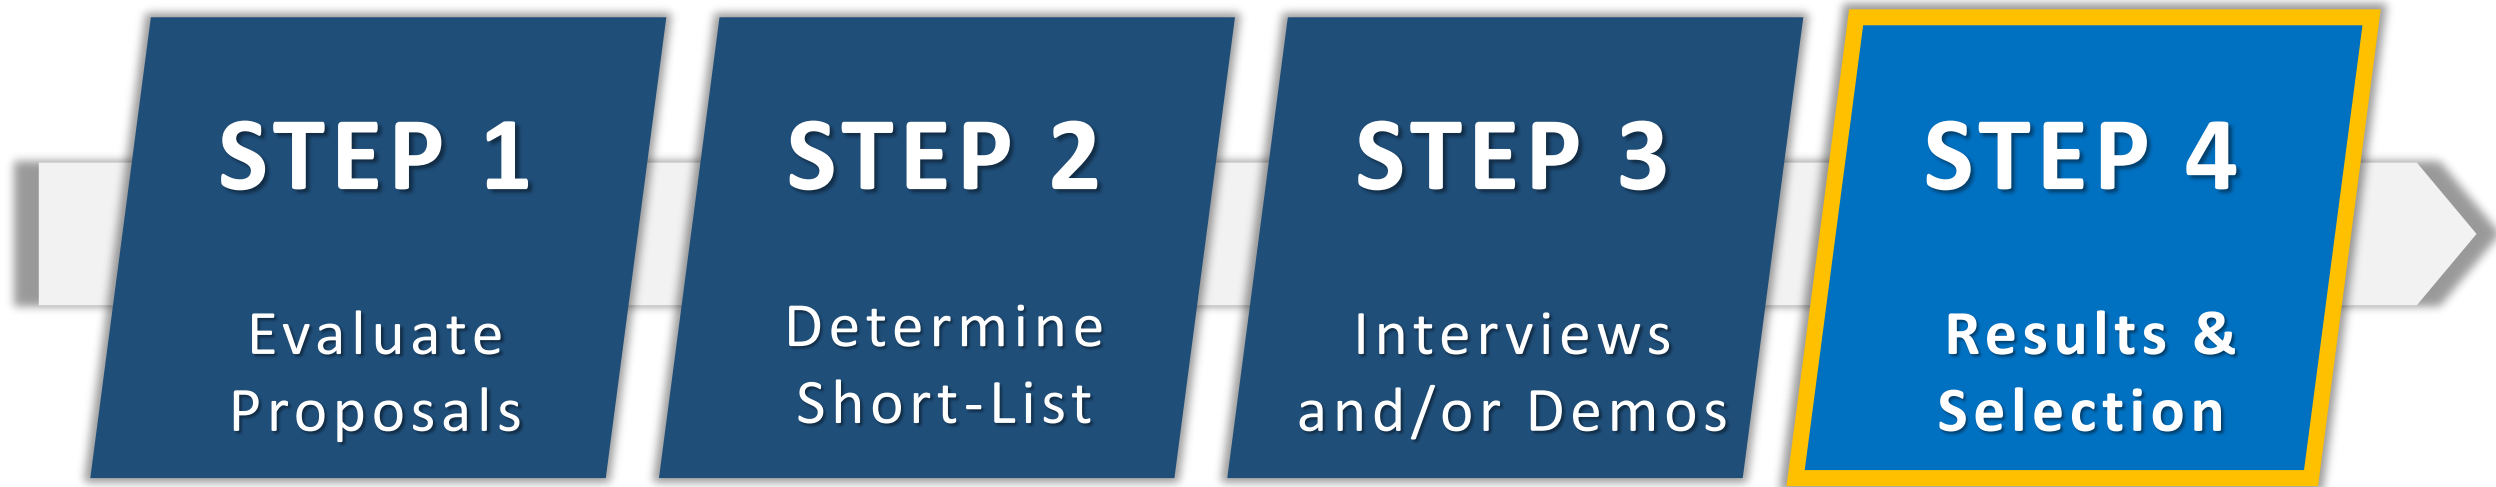 STEP 1
Evaluate
Proposals
STEP 2
Determine
Short-List
STEP 3
Interviews
and/or Demos
STEP 4
Results &
Selection